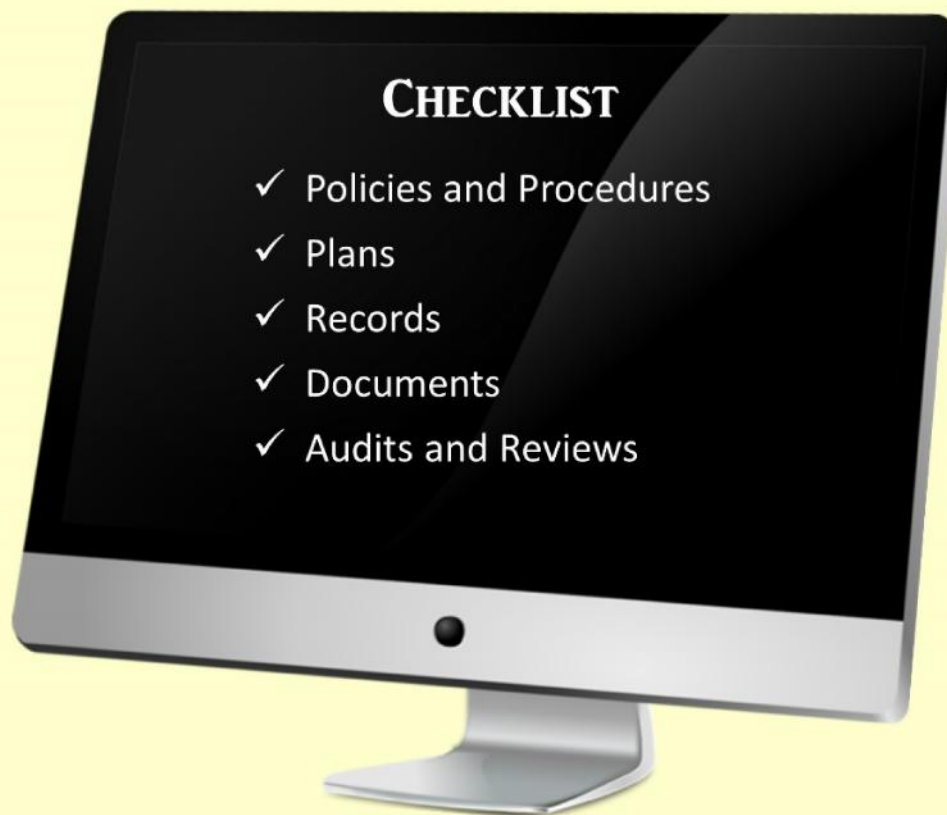 CHECKLIST
✓ Policies and Procedures
✓ Plans
✓ Records
✓ Documents
✓ Audits and Reviews